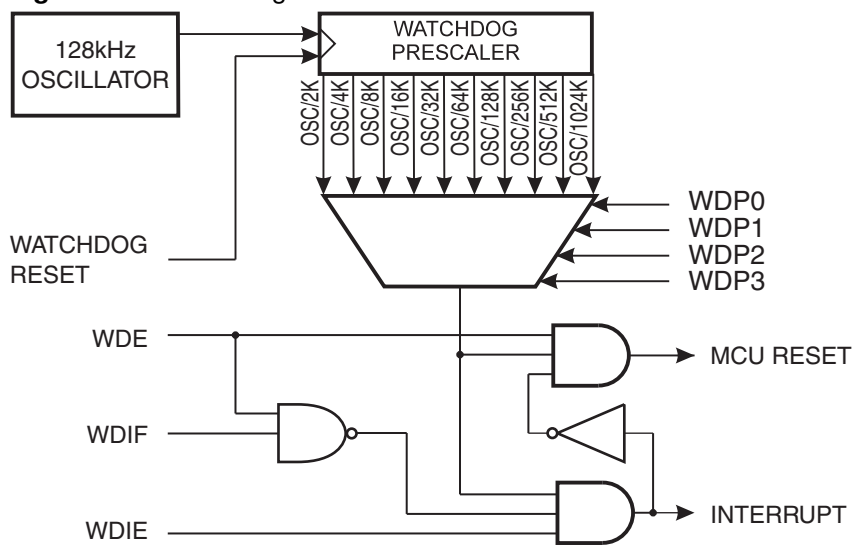 128kHz
OSCILLATOR
WATCHDOG
PRESCALER
OSC/2K
OSC/4K
OSC/8K
OSC/16K
OSC/32K
OSC/64K
OSC/128K
OSC/256K
OSC/512K
OSC/1024K
WDP0
WDP1
WDP2
WDP3
WATCHDOG
RESET
WDE
MCU RESET
WDIF
INTERRUPT
WDIE